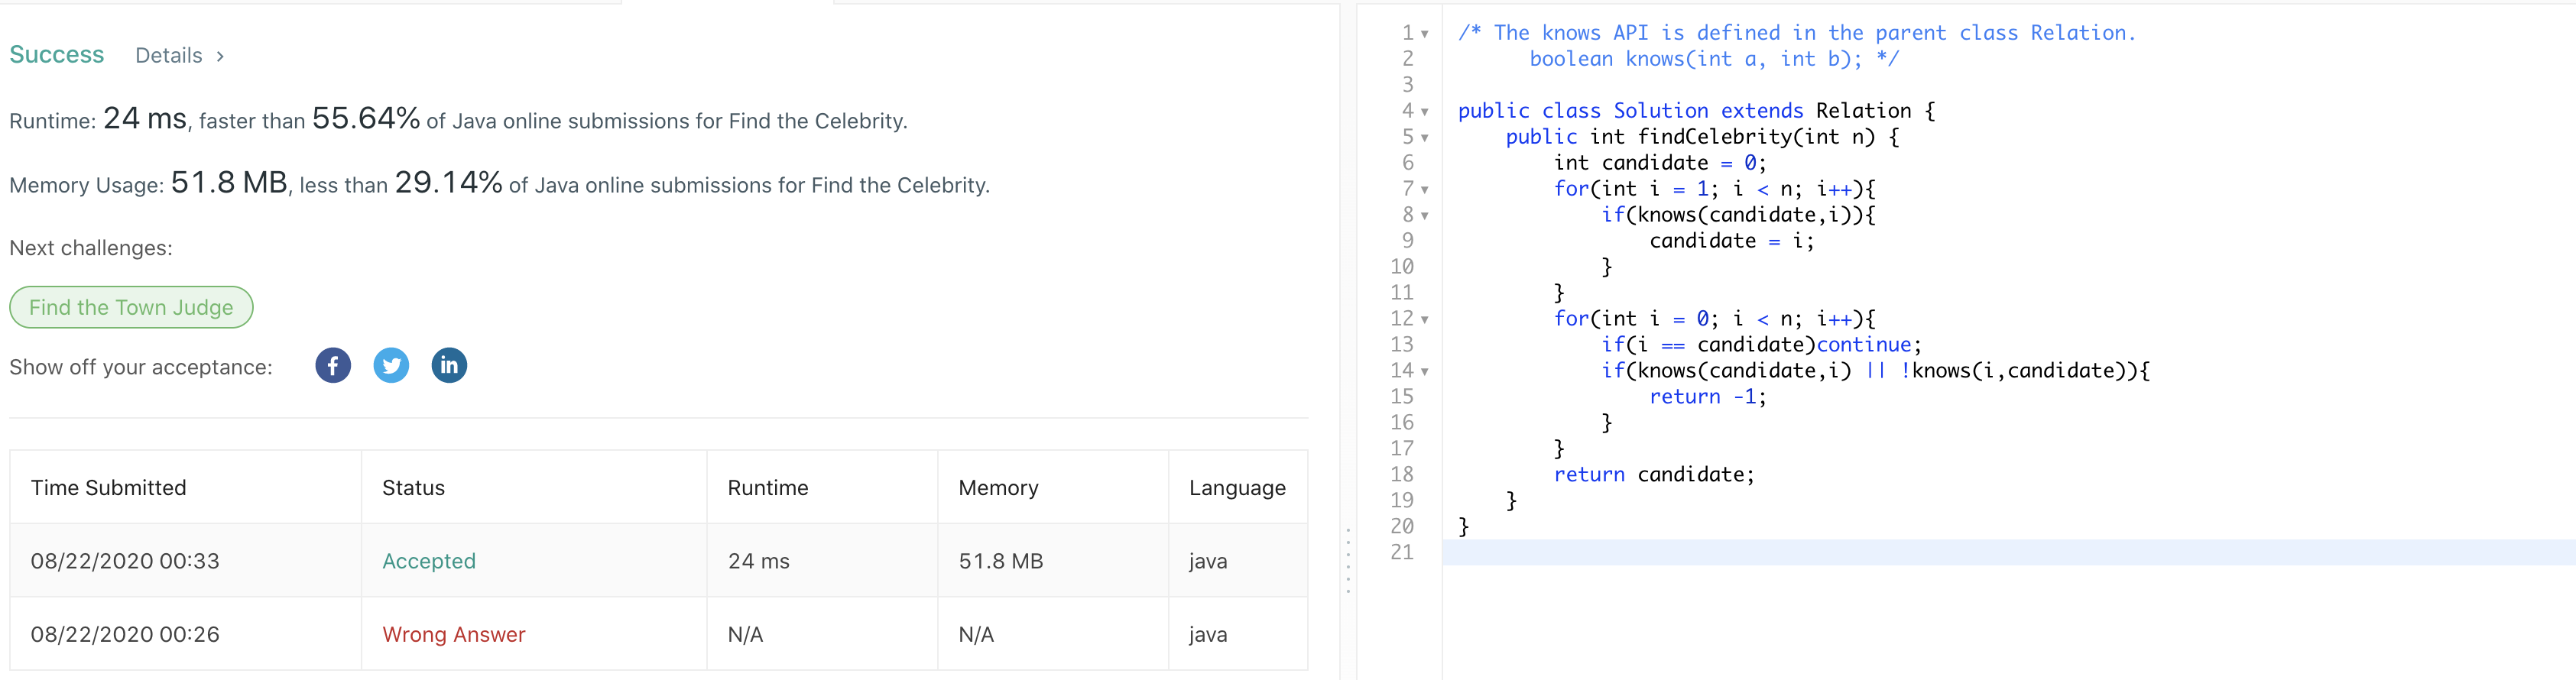 Success Details >
Runtime: 24 ms, faster than 55.64% of Java online submissions for Find the Celebrity.
Memory Usage: 51.8 MB, less than 29.14% of Java online submissions for Find the Celebrity.
Next challenges:
Find the Town Judge
Show off your acceptance:
Time Submitted Status Runtime Memory Language
08/22/2020 00:33 Accepted 24 ms 51.8 MB java
08/22/2020 00:26 Wrong Answer N/A N/A java
1 /* The knows API is defined in the parent class Relation.
2       boolean knows(int a, int b); */
3
4 public class Solution extends Relation {
5     public int findCelebrity(int n) {
6         int candidate = 0;
7         for(int i = 1; i < n; i++){
8             if(knows(candidate,i)){
9                 candidate = i;
10             }
11         }
12         for(int i = 0; i < n; i++){
13             if(i == candidate)continue;
14             if(knows(candidate,i) || !knows(i,candidate)){
15                 return -1;
16             }
17         }
18         return candidate;
19     }
20 }
21